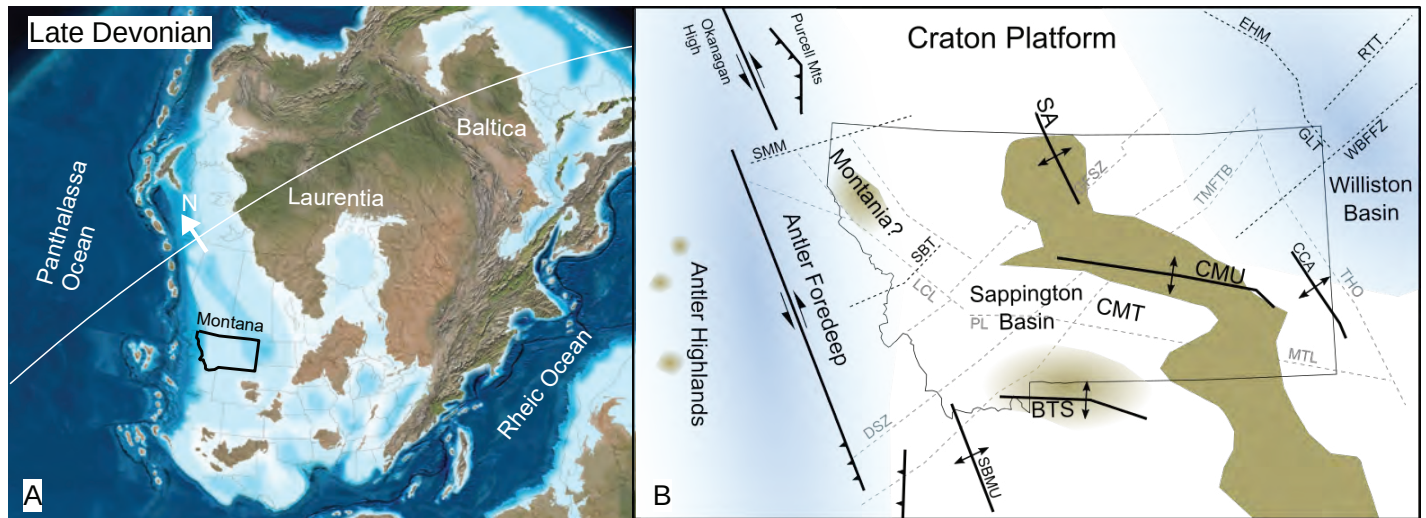 Late Devonian
Panthalassa
Ocean
N
Laurentia
Baltica
Montana
Rheic Ocean
A
B
Craton Platform
Okanagan
High
Purcell Mts
EHM
RTT
SA
GLT
WBFFZ
SMM
Montania?
FSZ
TMFTB
Williston
Basin
Antler Highlands
Antler Foredeep
SBT
LCL
Sappington
Basin
CMU
CMT
CCA
THO
PL
MTL
BTS
DSZ
SBMU